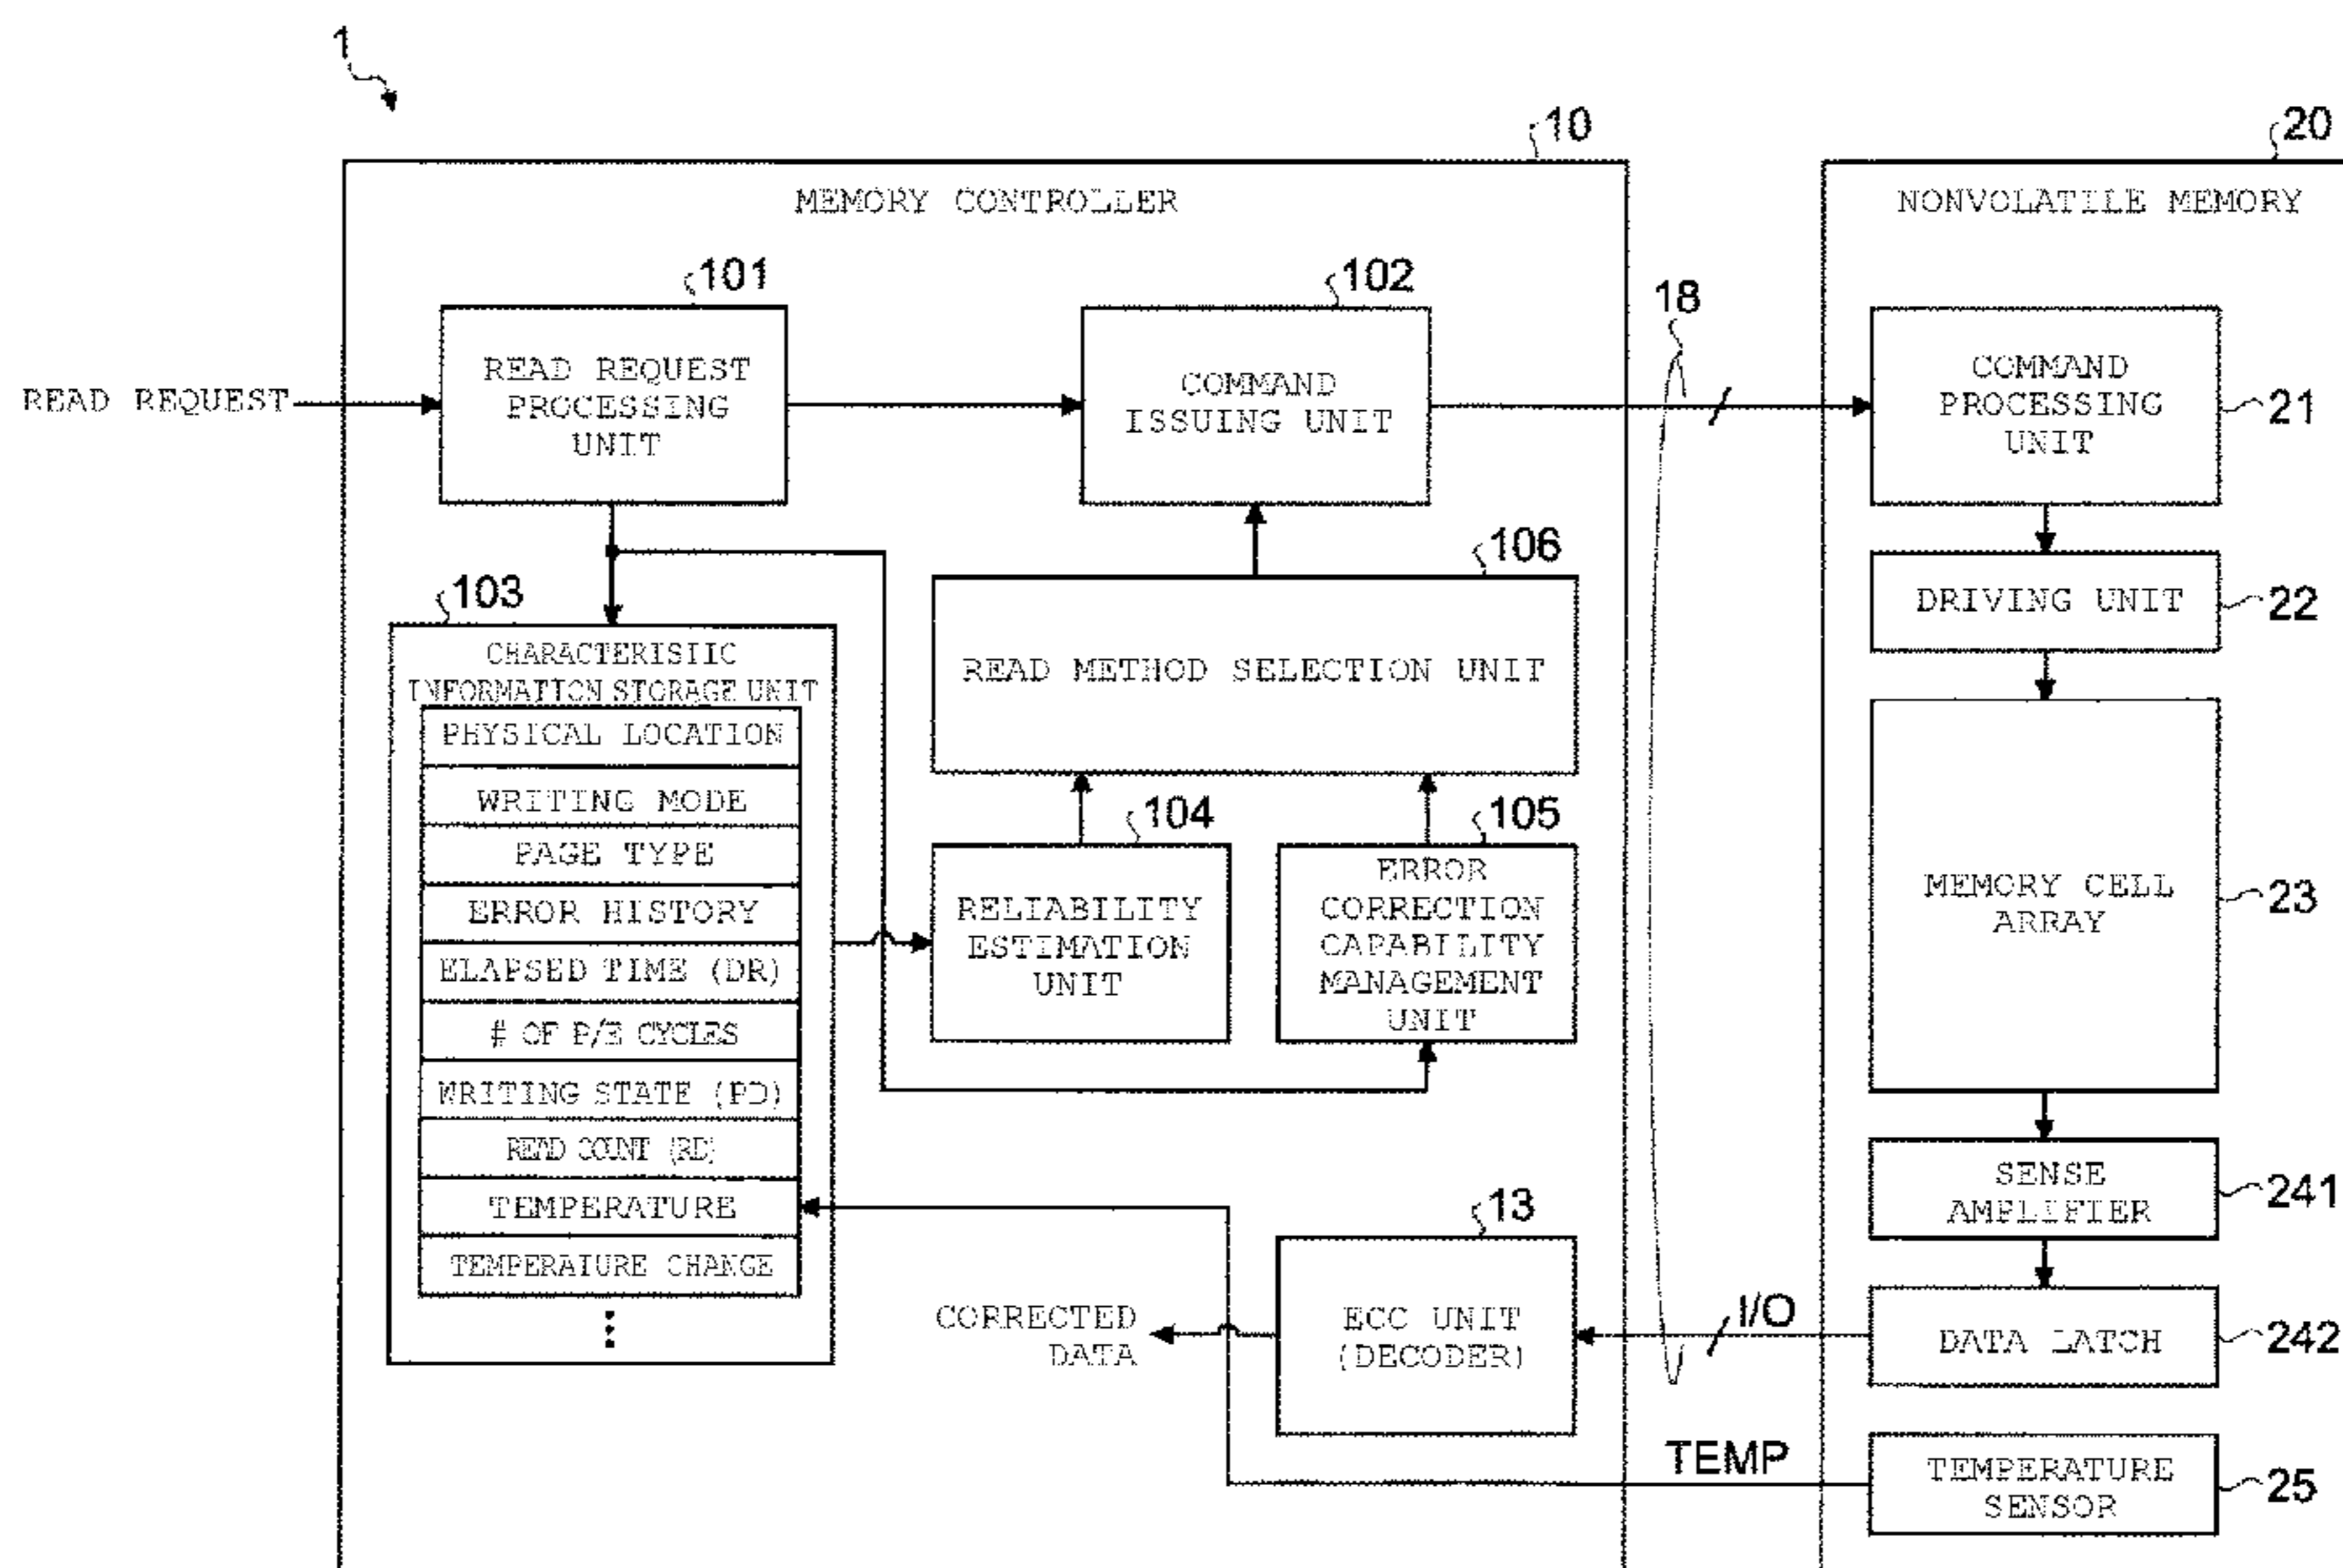 1
10
20
MEMORY CONTROLLER
NONVOLATILE MEMORY
101
102
18
READ REQUEST
READ REQUEST
PROCESSING
UNIT
COMMAND
ISSUING UNIT
COMMAND
PROCESSING
UNIT
21
106
103
DRIVING UNIT
22
CHARACTERISIIC
INFORMATION STORAGE UNIT
READ METHOD SELECTION UNIT
PHYSICAL LOCATION
WRITING MODE
PAGE TYPE
ERROR HISTORY
ELAPSED TIME (DR)
# OF P/E CYCLES
WRITING STATE (PD)
READ COUNT (RD)
TEMPERATURE
TEMPERATURE CHANGE
104
105
RELIABILITY
ESTIMATION
UNIT
ERROR
CORRECTION
CAPABILITY
MANAGEMENT
UNIT
MEMORY CELL
ARRAY
23
SENSE
AMPLIFIER
241
13
CORRECTED
DATA
ECC UNIT
(DECODER)
I/O
DATA LATCH
242
TEMP
TEMPERATURE
SENSOR
25